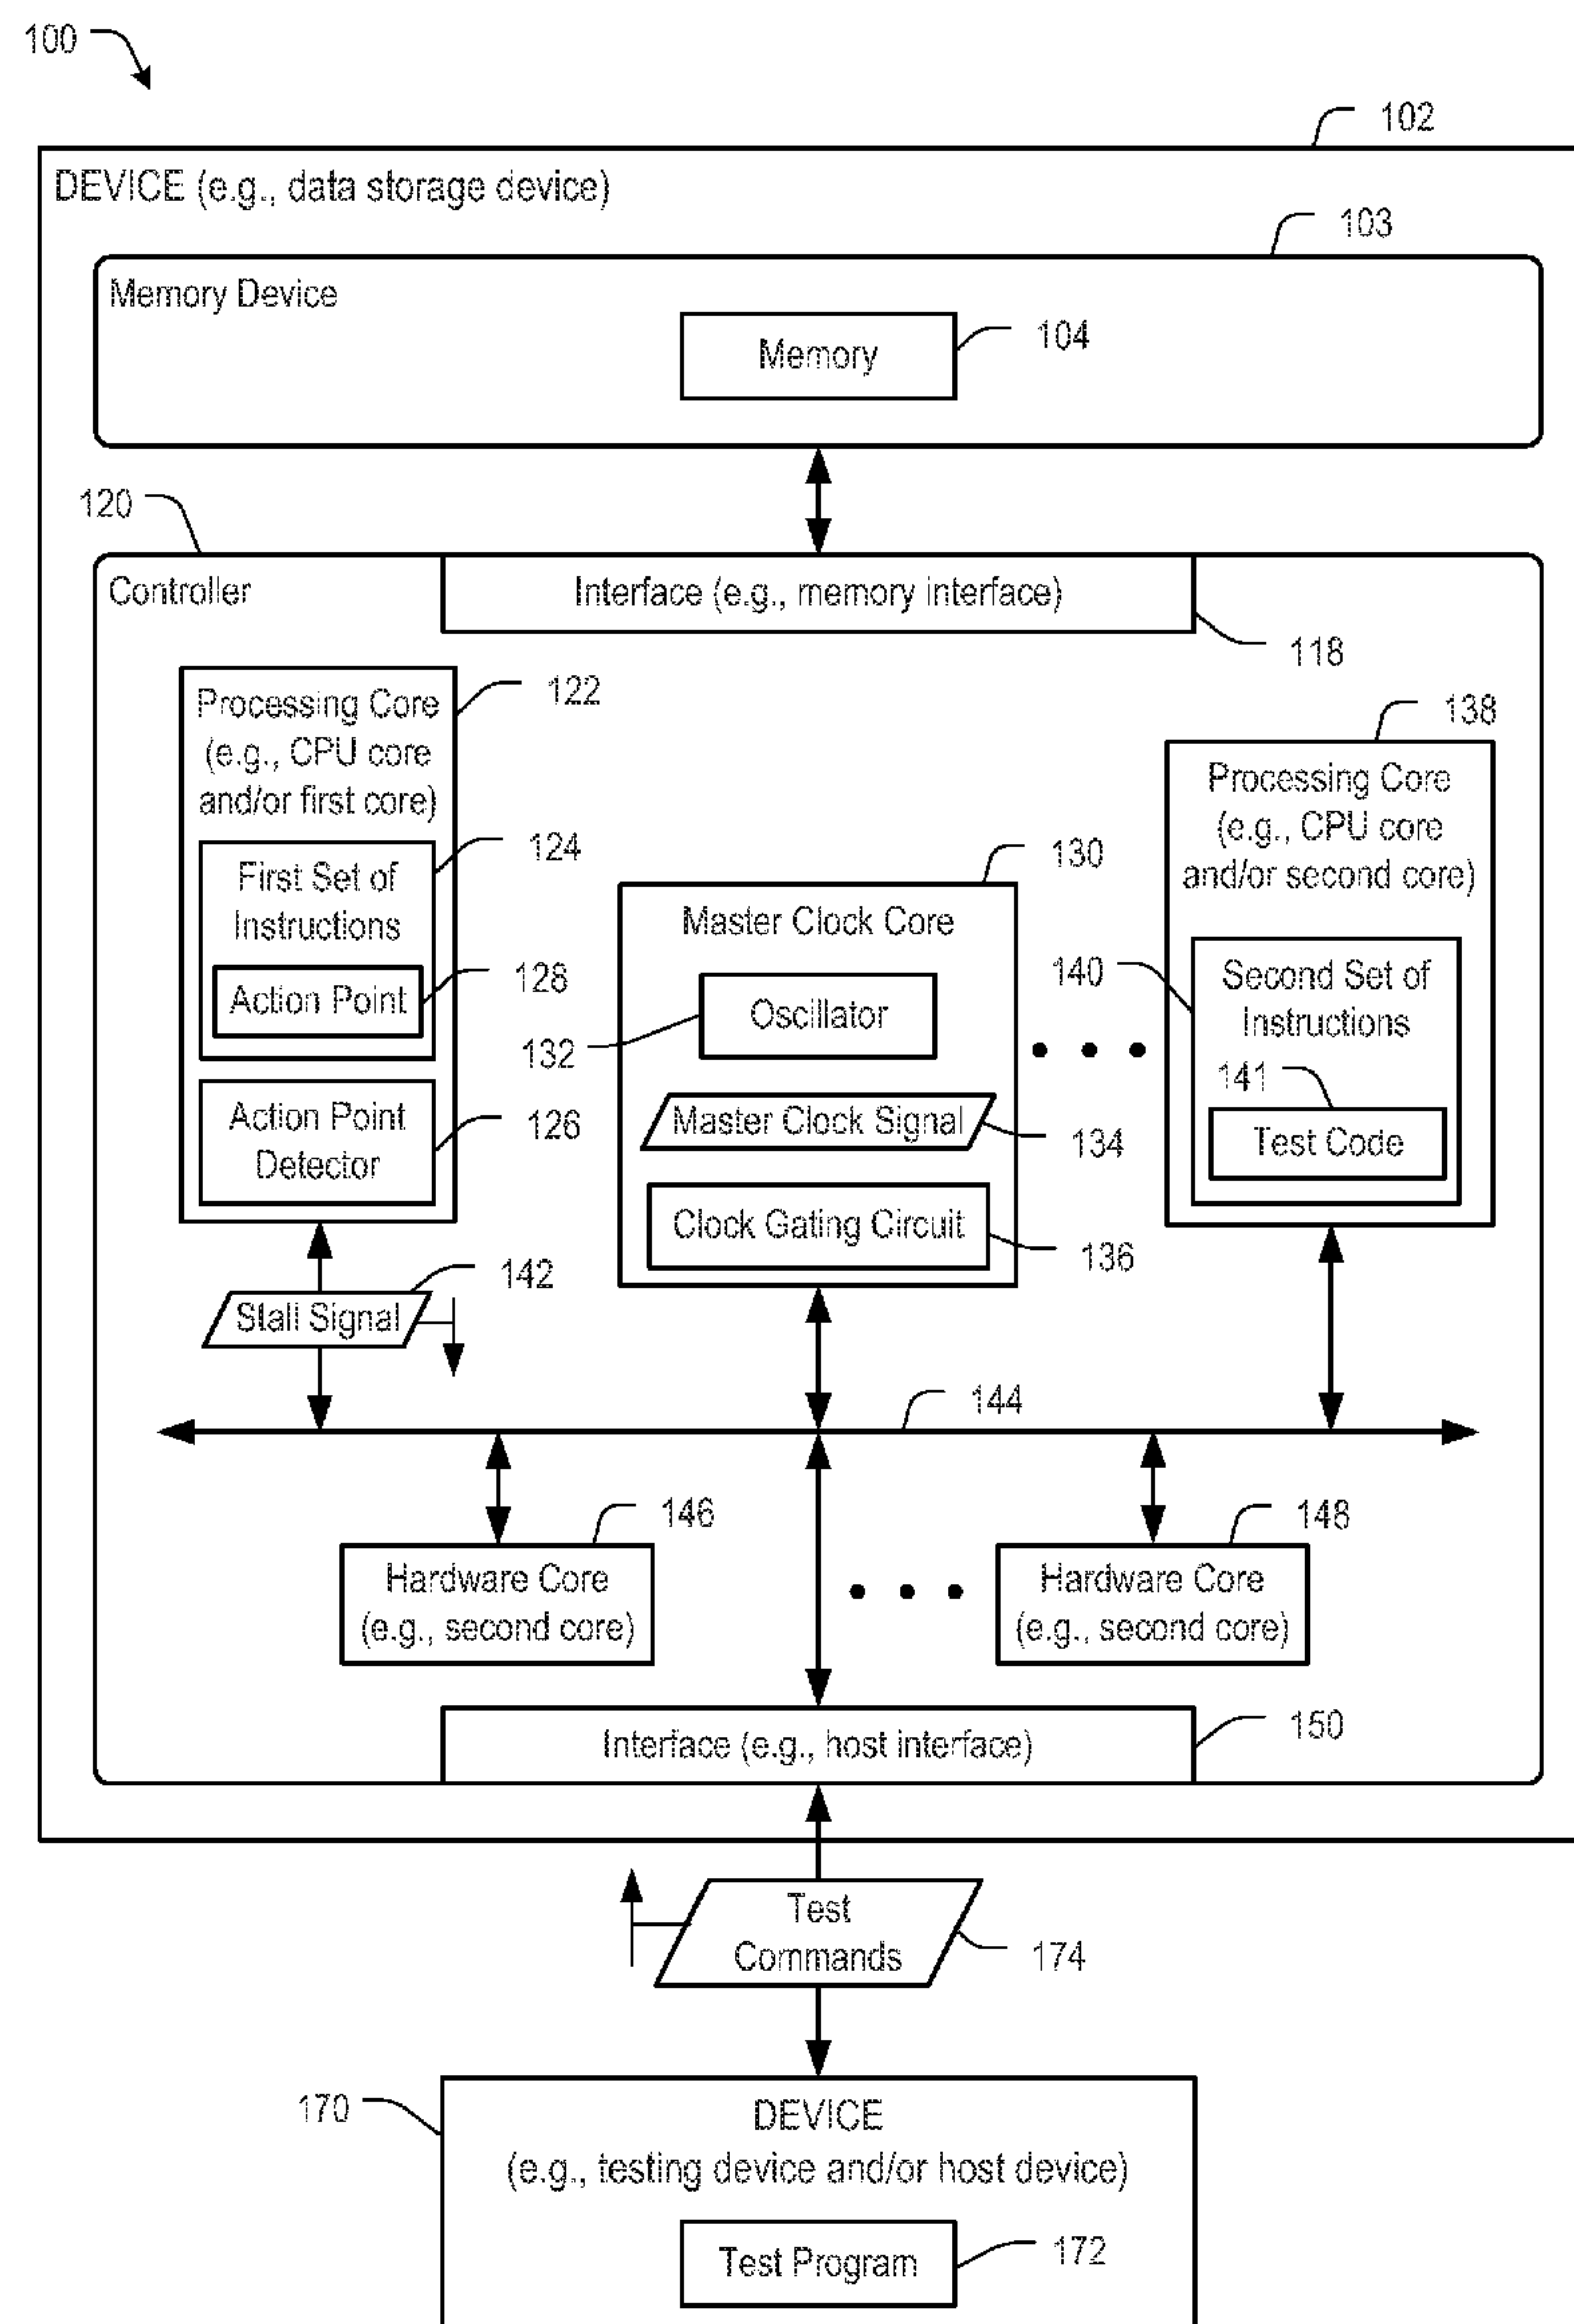 100
102
DEVICE (e.g., data storage device)
103
Memory Device
Memory
104
120
Controller
Interface (e.g., memory interface)
118
Processing Core
(e.g., CPU core
and/or first core)
122
First Set of
Instructions
124
Action Point
128
Action Point
Detector
126
Master Clock Core
130
Oscillator
132
Master Clock Signal
134
Clock Gating Circuit
136
138
Processing Core
(e.g., CPU core
and/or second core)
140
Second Set of
Instructions
141
Test Code
Stall Signal
142
144
146
Hardware Core
(e.g., second core)
148
Hardware Core
(e.g., second core)
Interface (e.g., host interface)
150
Test
Commands
174
170
DEVICE
(e.g., testing device and/or host device)
Test Program
172